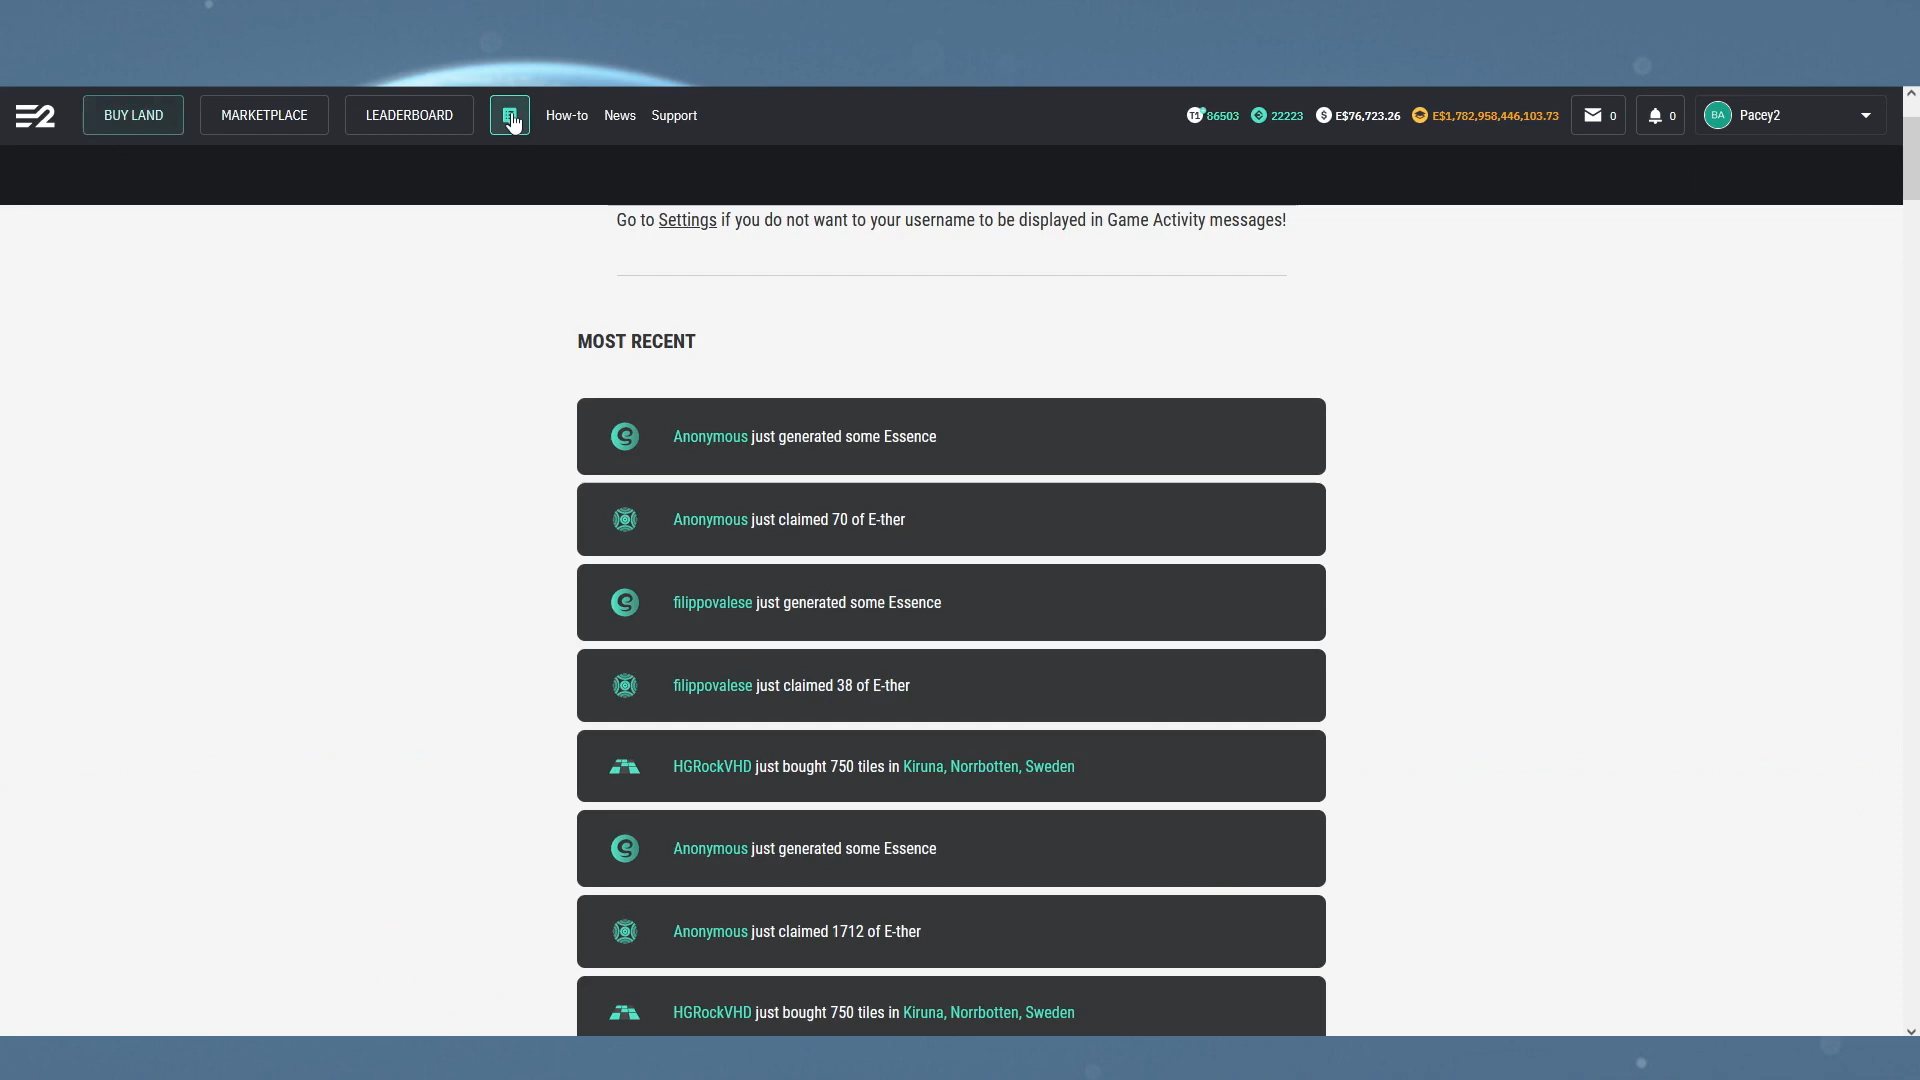 E2 BUY LAND MARKETPLACE LEADERBOARD How-to News Support T1 86503 22223 $ E$76,723.26 E$1,782,958,446,103.73 0 0 BA Pacey2
Go to Settings if you do not want to your username to be displayed in Game Activity messages!
MOST RECENT
Anonymous just generated some Essence
Anonymous just claimed 70 of E-ther
filippovalese just generated some Essence
filippovalese just claimed 38 of E-ther
HGRockVHD just bought 750 tiles in Kiruna, Norrbotten, Sweden
Anonymous just generated some Essence
Anonymous just claimed 1712 of E-ther
HGRockVHD just bought 750 tiles in Kiruna, Norrbotten, Sweden